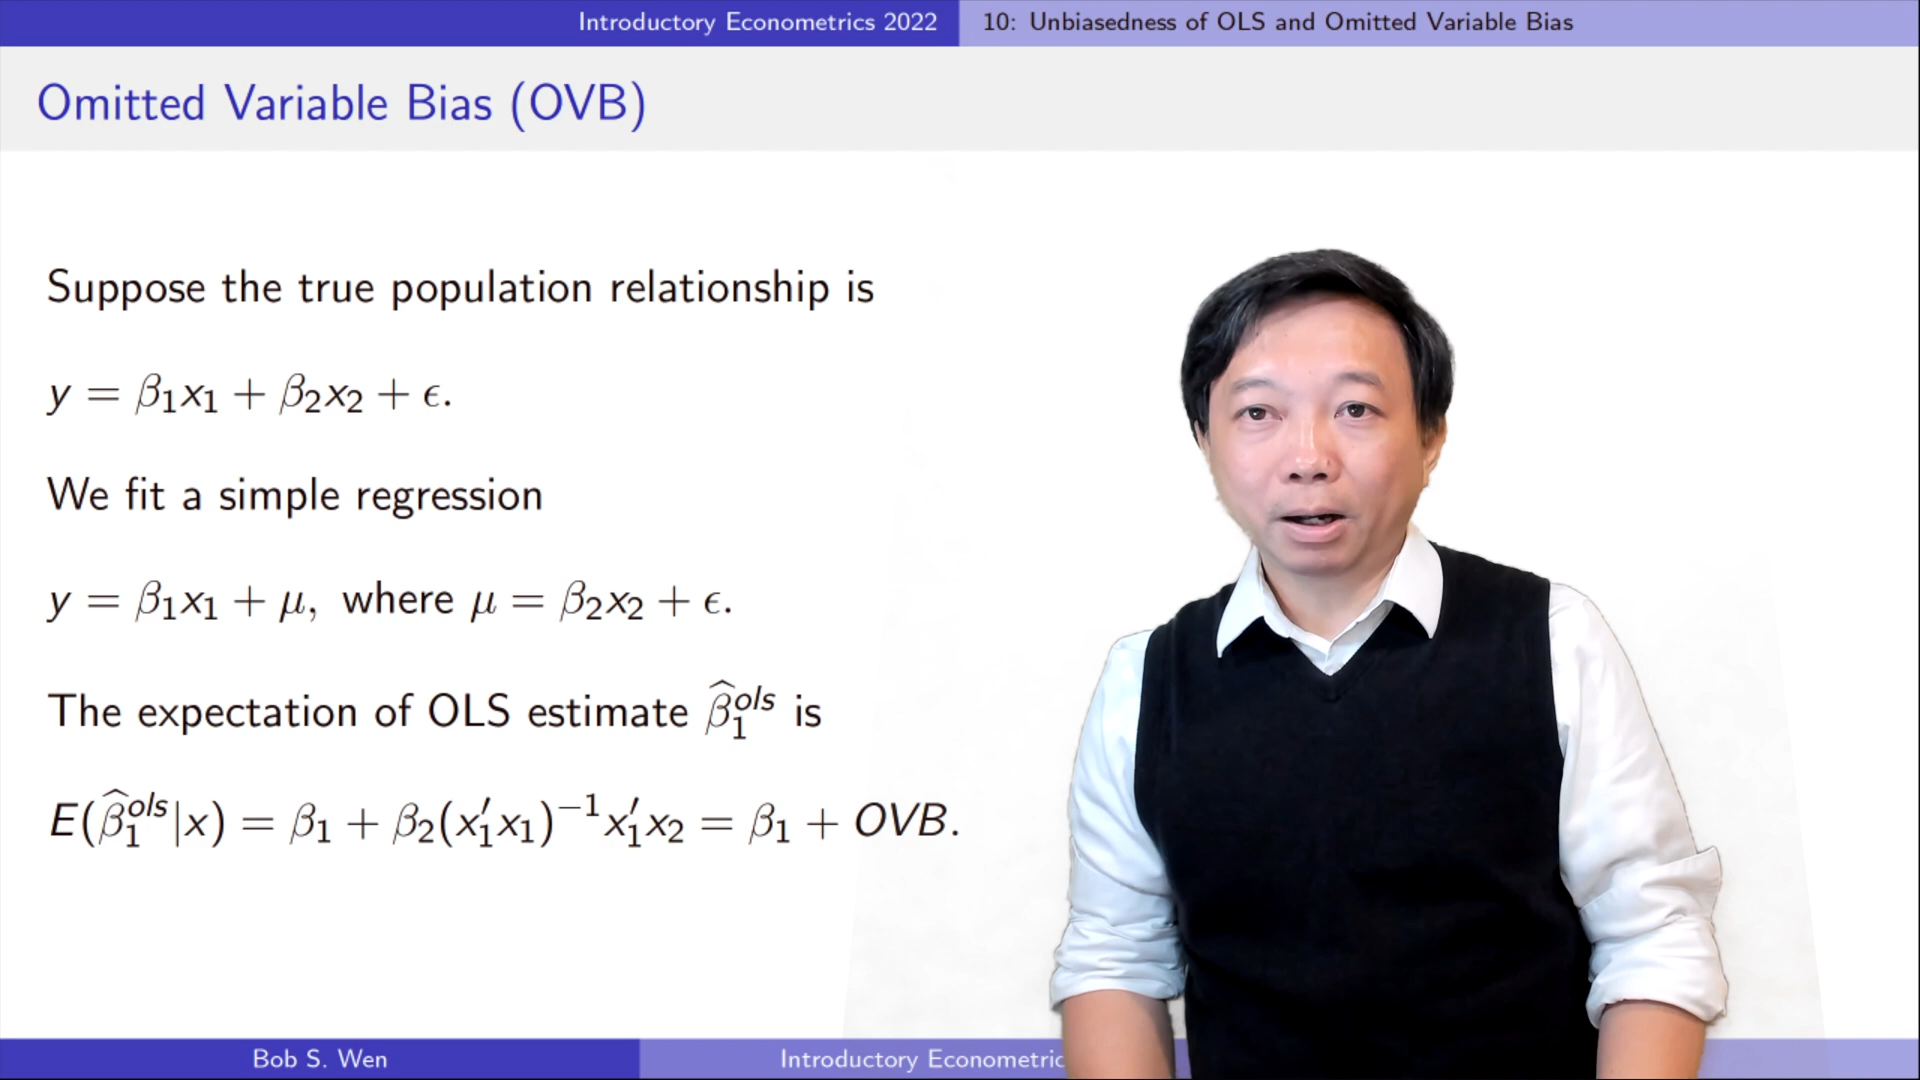 Introductory Econometrics 2022
10: Unbiasedness of OLS and Omitted Variable Bias
Omitted Variable Bias (OVB)
Suppose the true population relationship is
y = β₁x₁ + β₂x₂ + ϵ.
We fit a simple regression
y = β₁x₁ + μ, where μ = β₂x₂ + ϵ.
The expectation of OLS estimate β̂₁ᵒˡˢ is
E(β̂₁ᵒˡˢ|x) = β₁ + β₂(x₁′x₁)⁻¹x₁′x₂ = β₁ + OVB.
Bob S. Wen
Introductory Econometric